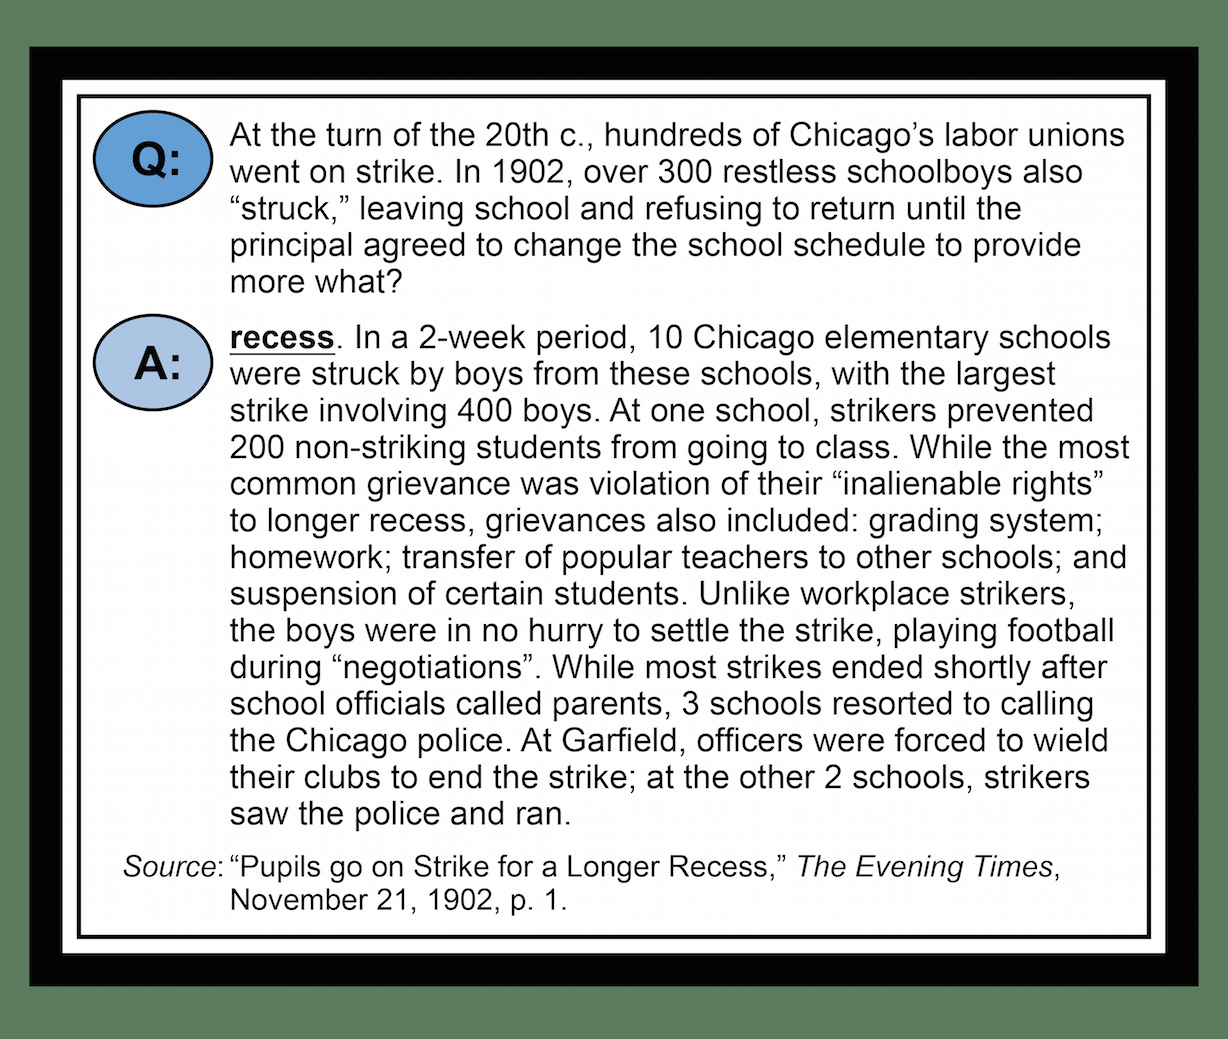 Q:
At the turn of the 20th c., hundreds of Chicago’s labor unions
went on strike. In 1902, over 300 restless schoolboys also
“struck,” leaving school and refusing to return until the
principal agreed to change the school schedule to provide
more what?
A:
recess. In a 2-week period, 10 Chicago elementary schools
were struck by boys from these schools, with the largest
strike involving 400 boys. At one school, strikers prevented
200 non-striking students from going to class. While the most
common grievance was violation of their “inalienable rights”
to longer recess, grievances also included: grading system;
homework; transfer of popular teachers to other schools; and
suspension of certain students. Unlike workplace strikers,
the boys were in no hurry to settle the strike, playing football
during “negotiations”. While most strikes ended shortly after
school officials called parents, 3 schools resorted to calling
the Chicago police. At Garfield, officers were forced to wield
their clubs to end the strike; at the other 2 schools, strikers
saw the police and ran.
Source: “Pupils go on Strike for a Longer Recess,” The Evening Times,
November 21, 1902, p. 1.